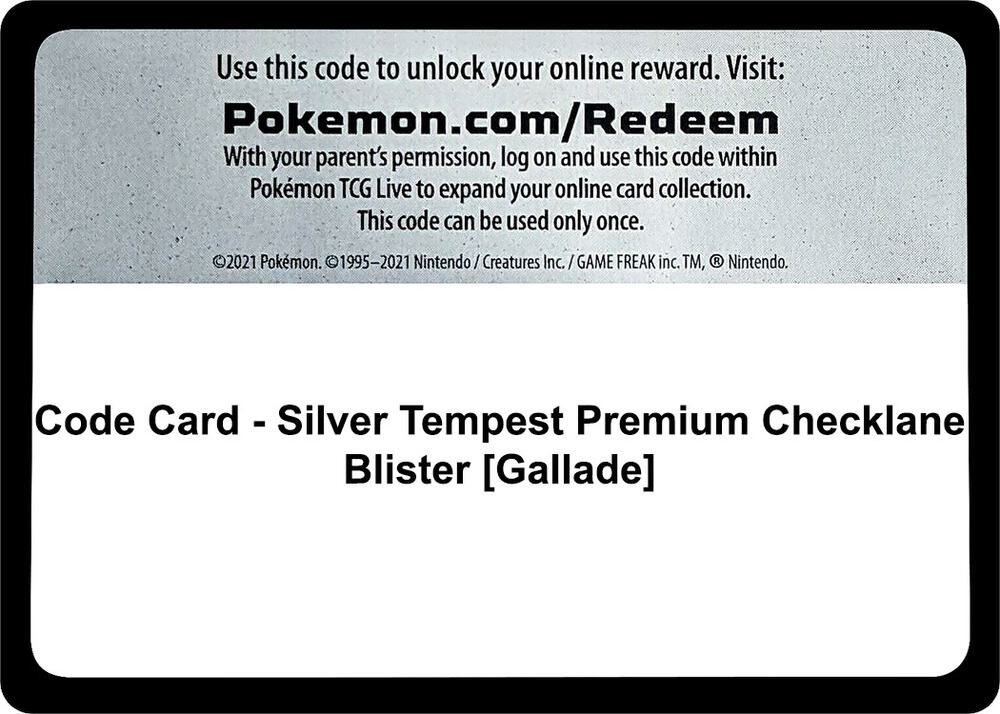 Use this code to unlock your online reward. Visit:
Pokemon.com/Redeem
With your parent's permission, log on and use this code within
Pokémon TCG Live to expand your online card collection.
This code can be used only once.
©2021 Pokémon. ©1995–2021 Nintendo / Creatures Inc. / GAME FREAK inc. TM, ® Nintendo.
Code Card - Silver Tempest Premium Checklane
Blister [Gallade]